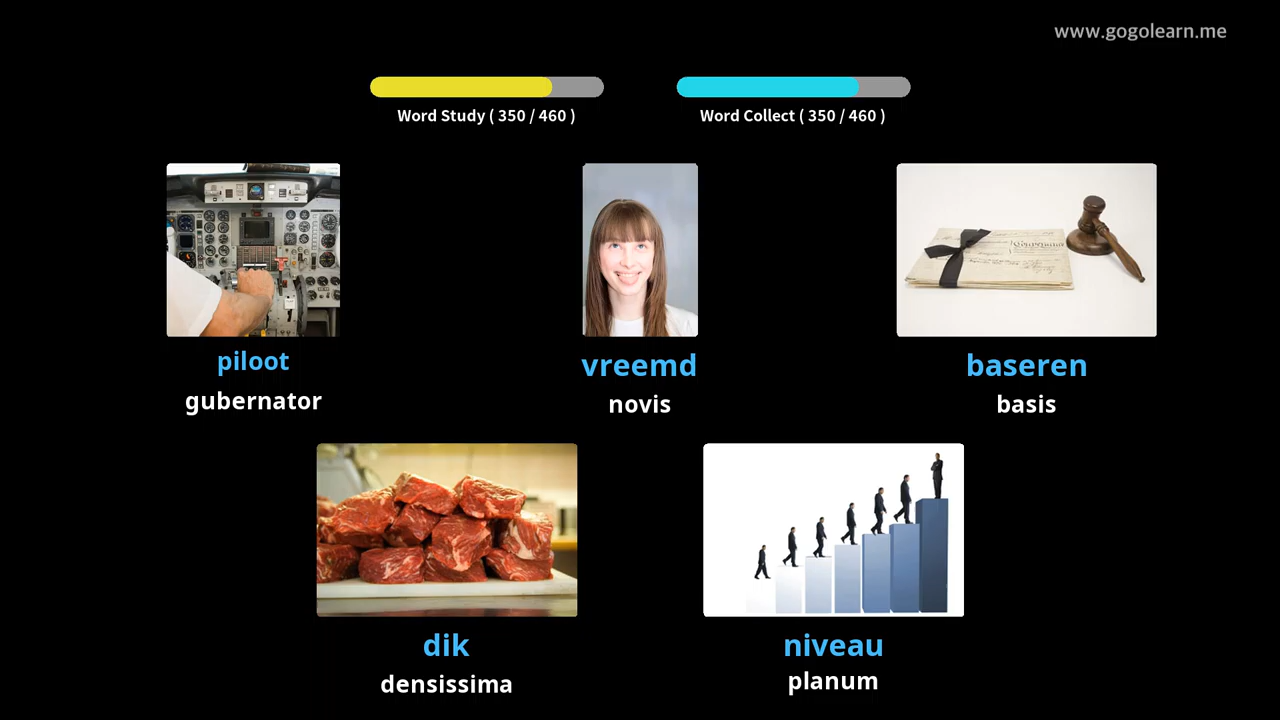 www.gogolearn.me
Word Study ( 350 / 460 )
Word Collect ( 350 / 460 )
piloot
gubernator
vreemd
novis
baseren
basis
dik
densissima
niveau
planum